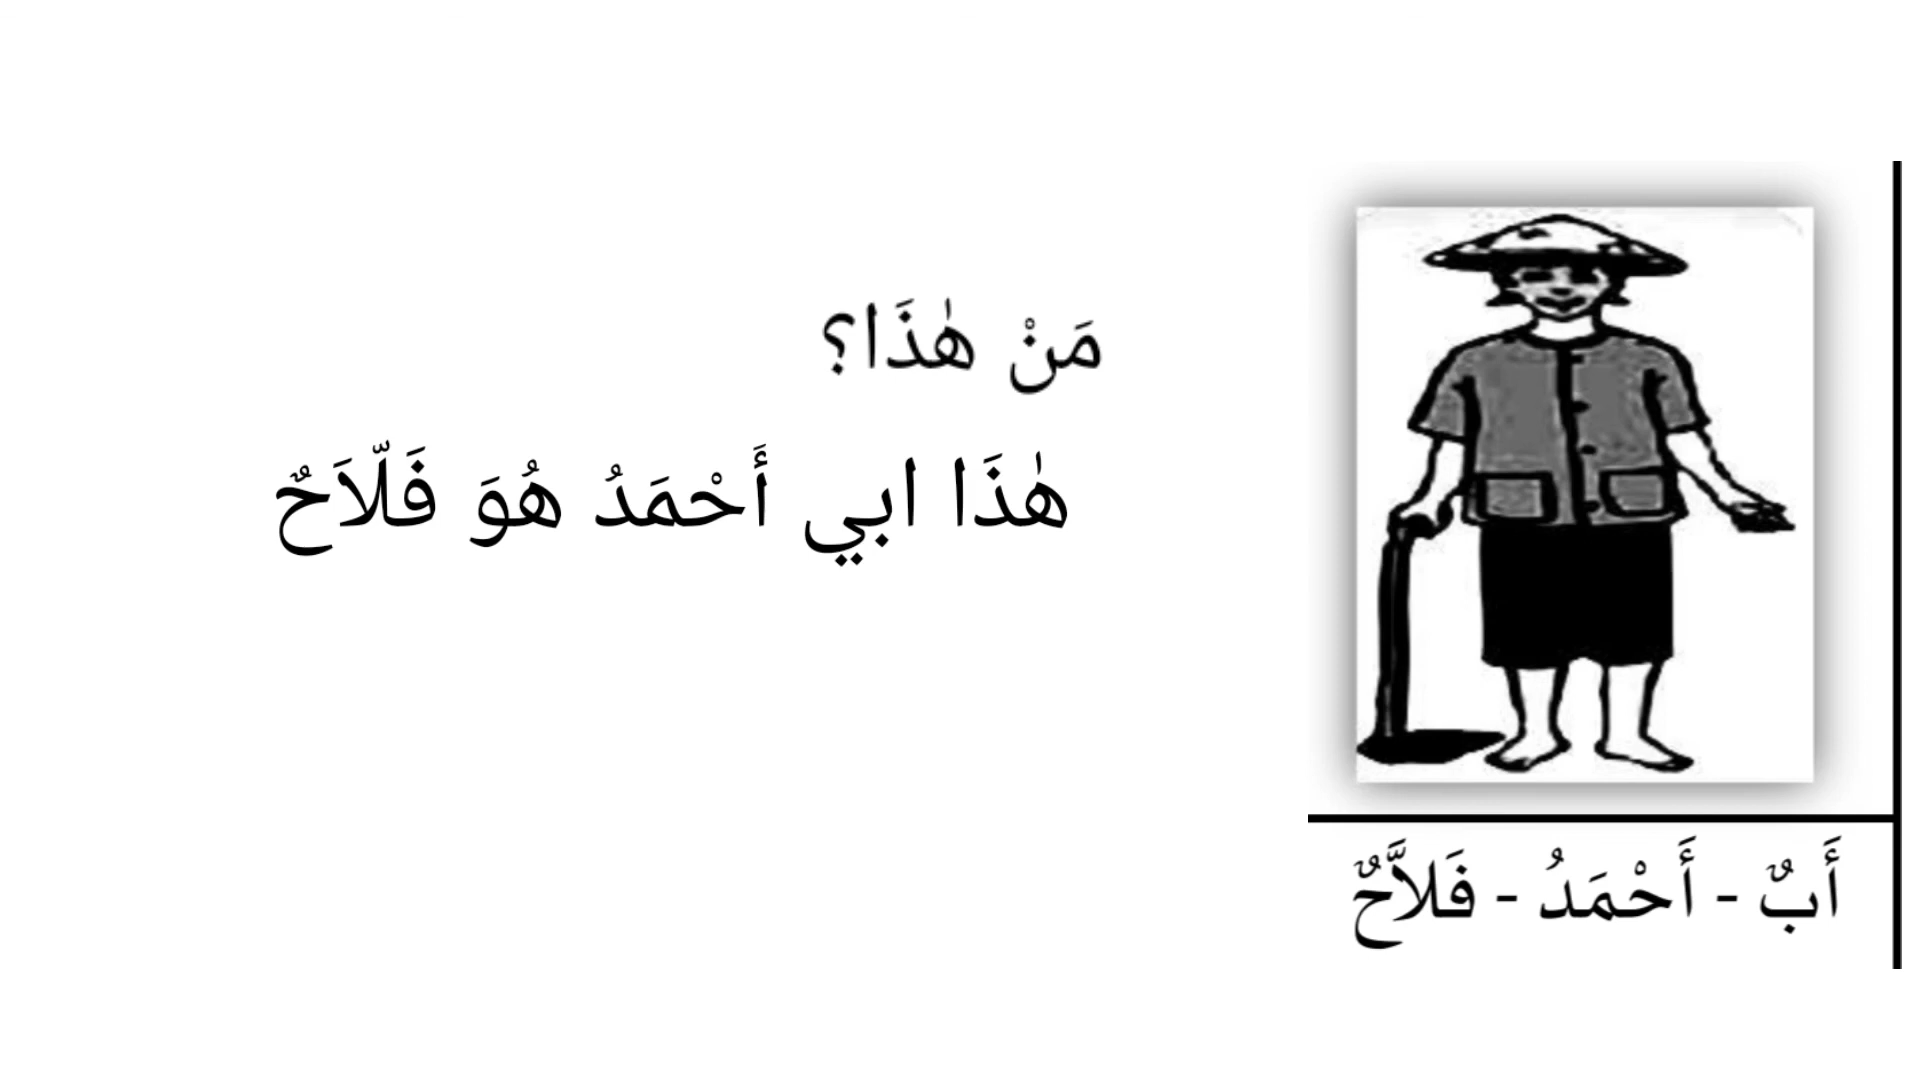 مَنْ هٰذَا؟
هٰذَا ابي أَحْمَدُ هُوَ فَلّاَحٌ
أَبٌ - أَحْمَدُ - فَلاَّحٌ